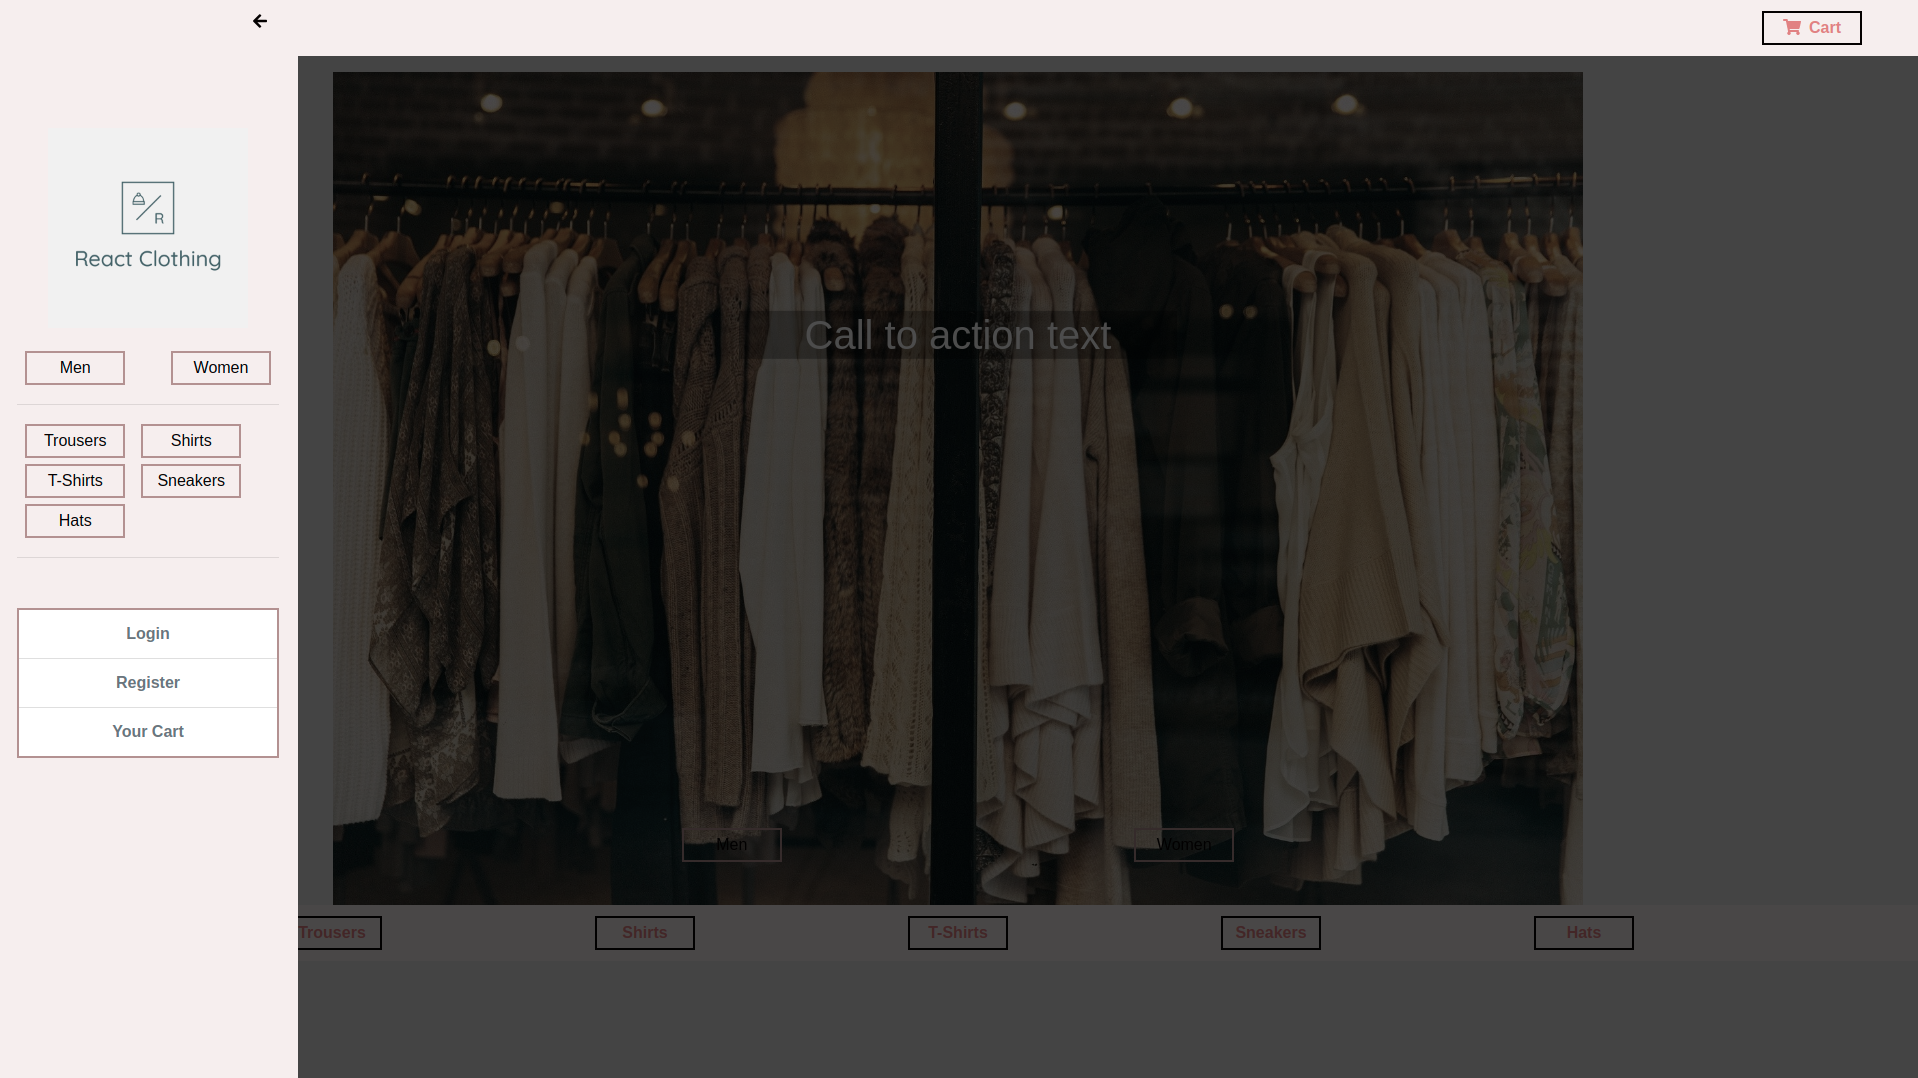 Cart
R
React Clothing
Men Women
Trousers Shirts
T-Shirts Sneakers
Hats
Login
Register
Your Cart
Call to action text
Men Women
Trousers Shirts T-Shirts Sneakers Hats